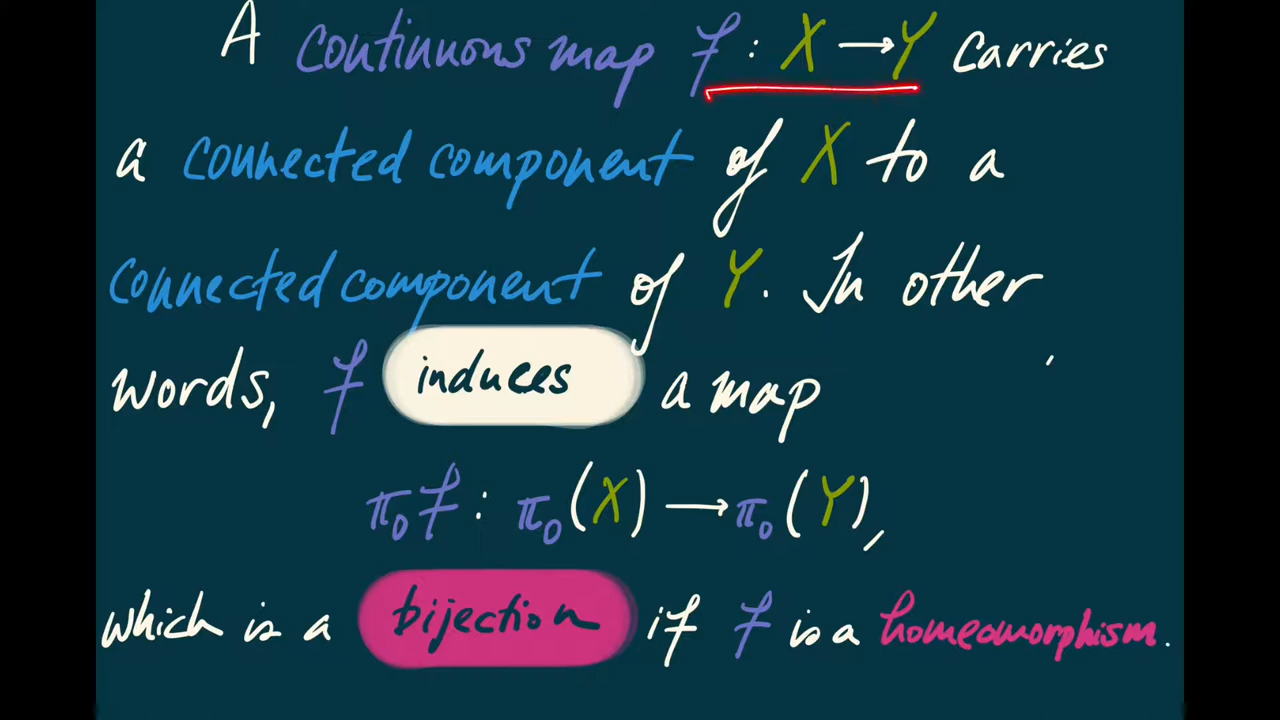 A continuous map f : X → Y carries
a connected component of X to a
connected component of Y. In other
words, f induces a map
π₀f : π₀(X) → π₀(Y),
which is a bijection if f is a homeomorphism.